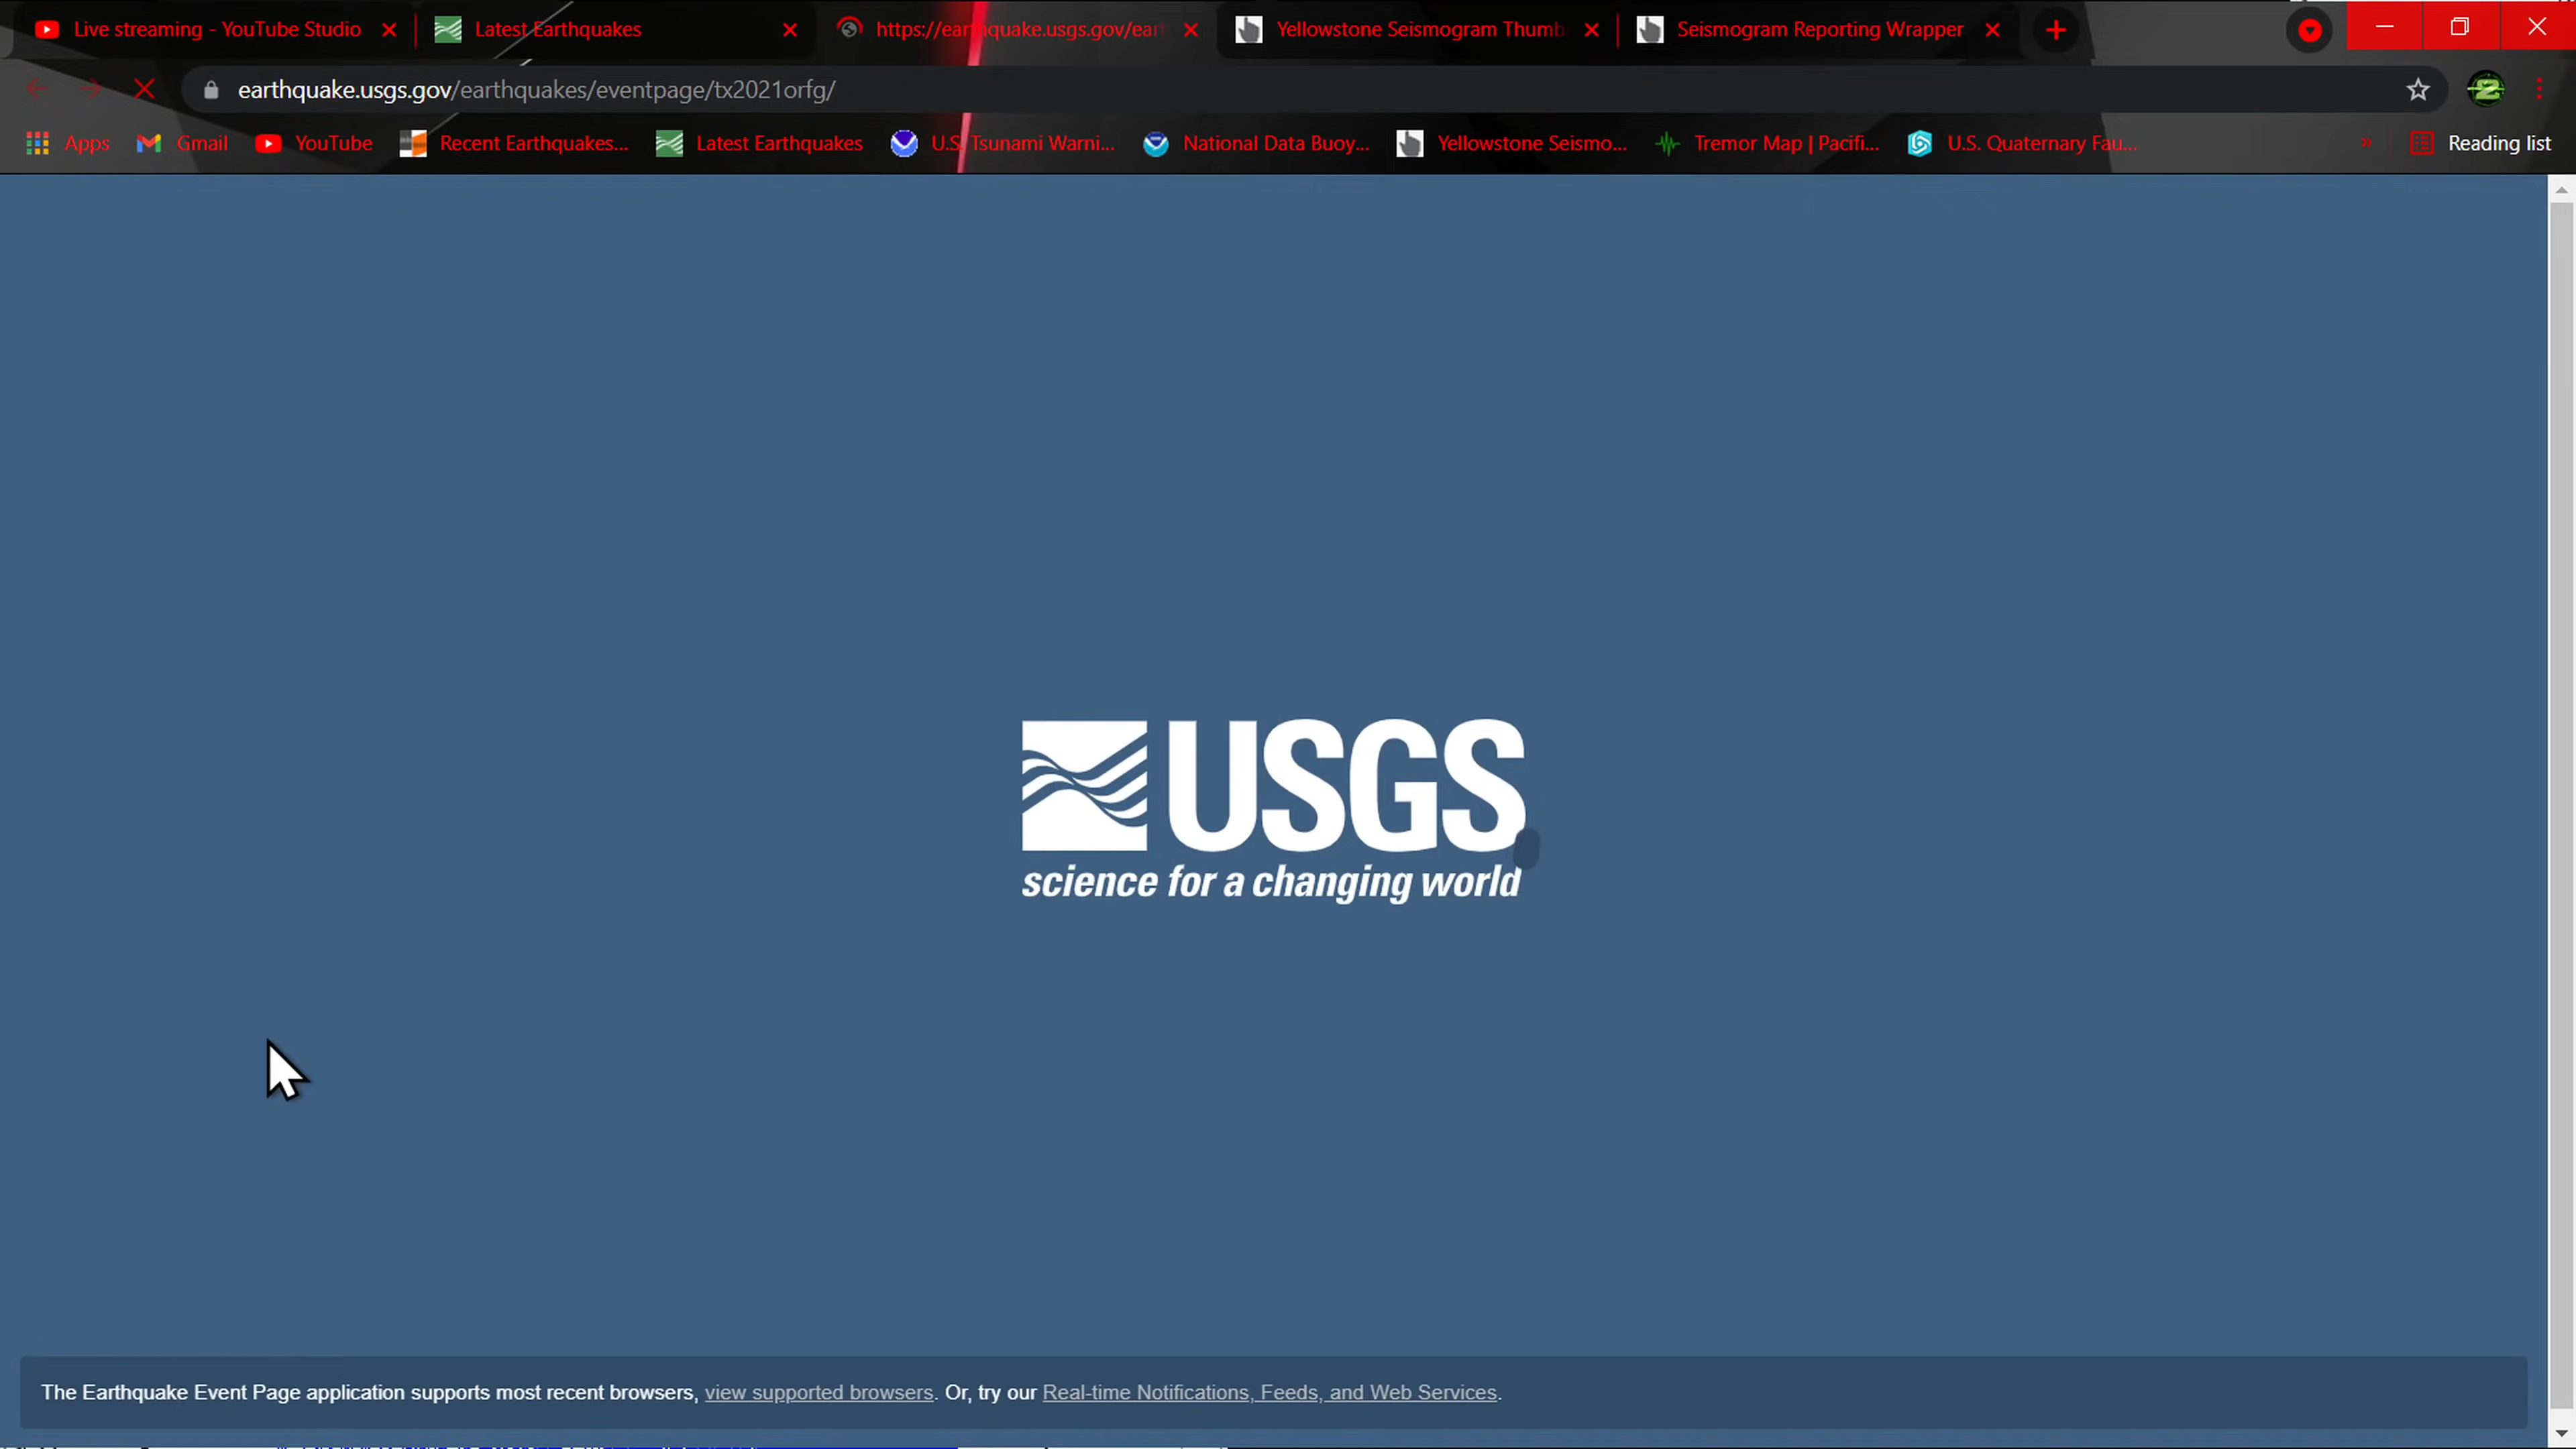 Live streaming - YouTube Studio
Latest Earthquakes
https://earthquake.usgs.gov/ear
Yellowstone Seismogram Thumb
Seismogram Reporting Wrapper
earthquake.usgs.gov/earthquakes/eventpage/tx2021orfg/
Apps
Gmail
YouTube
Recent Earthquakes...
Latest Earthquakes
U.S. Tsunami Warni...
National Data Buoy...
Yellowstone Seismo...
Tremor Map | Pacifi...
U.S. Quaternary Fau...
»
Reading list
USGS
science for a changing world
The Earthquake Event Page application supports most recent browsers, view supported browsers. Or, try our Real-time Notifications, Feeds, and Web Services.